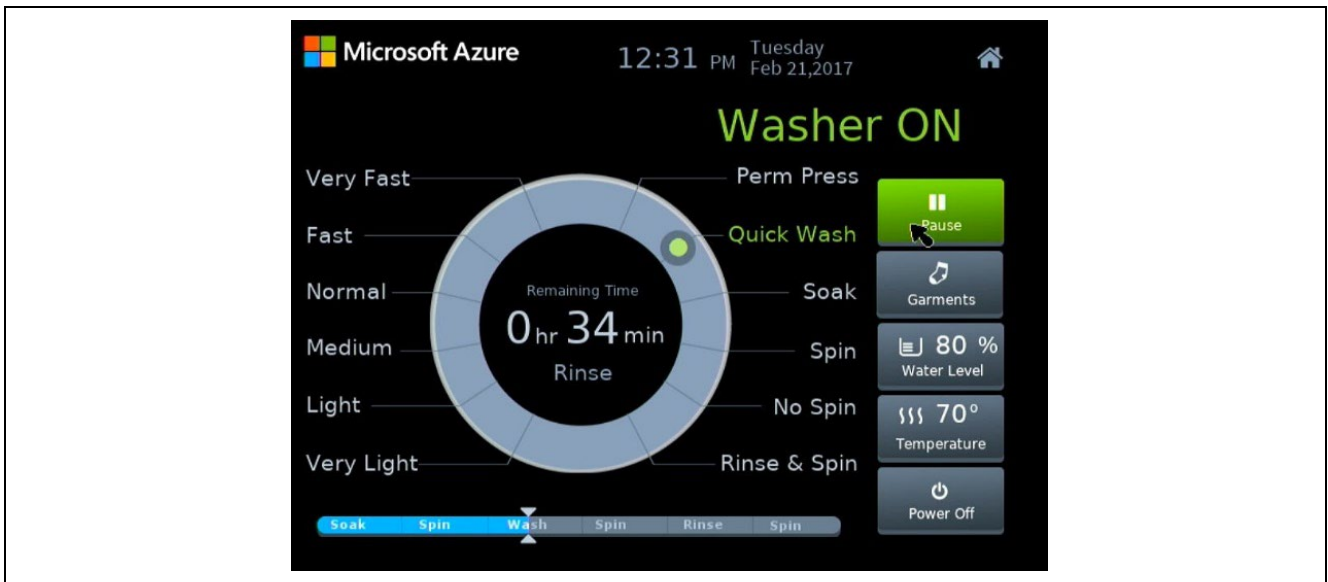 Microsoft Azure
12:31 PM
Tuesday
Feb 21,2017
Washer ON
Very Fast
Fast
Normal
Medium
Light
Very Light
Remaining Time
0 hr 34 min
Rinse
Perm Press
Quick Wash
Soak
Spin
No Spin
Rinse & Spin
Pause
Garments
80 %
Water Level
70°
Temperature
Power Off
Soak Spin Wash Spin Rinse Spin